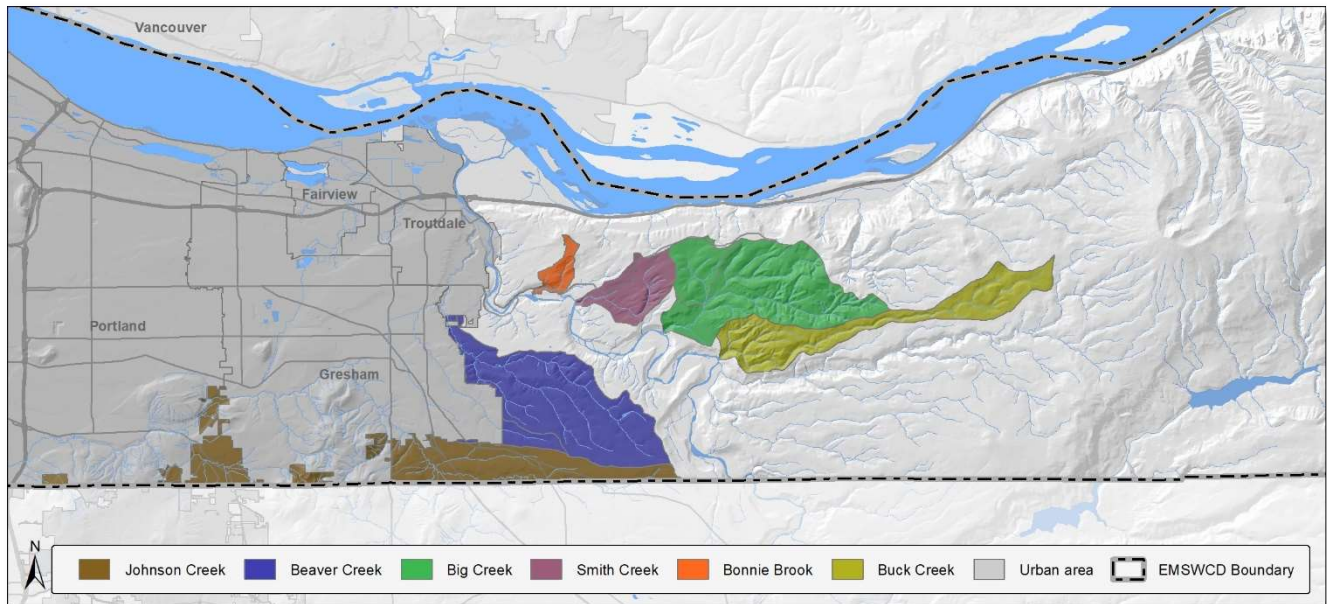 Vancouver
Fairview
Troutdale
Portland
Gresham
N
Johnson Creek Beaver Creek Big Creek Smith Creek Bonnie Brook Buck Creek Urban area EMSWCD Boundary